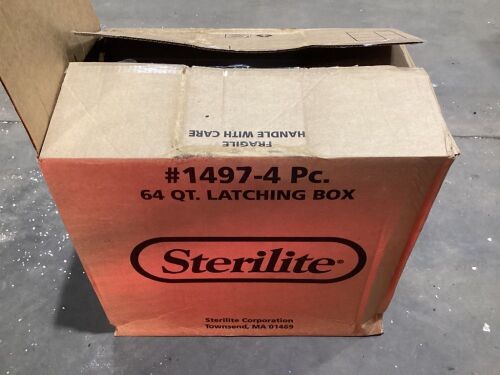 FRAGILE
HANDLE WITH CARE
#1497-4 Pc.
64 QT. LATCHING BOX
Sterilite®
Sterilite Corporation
Townsend, MA 01469